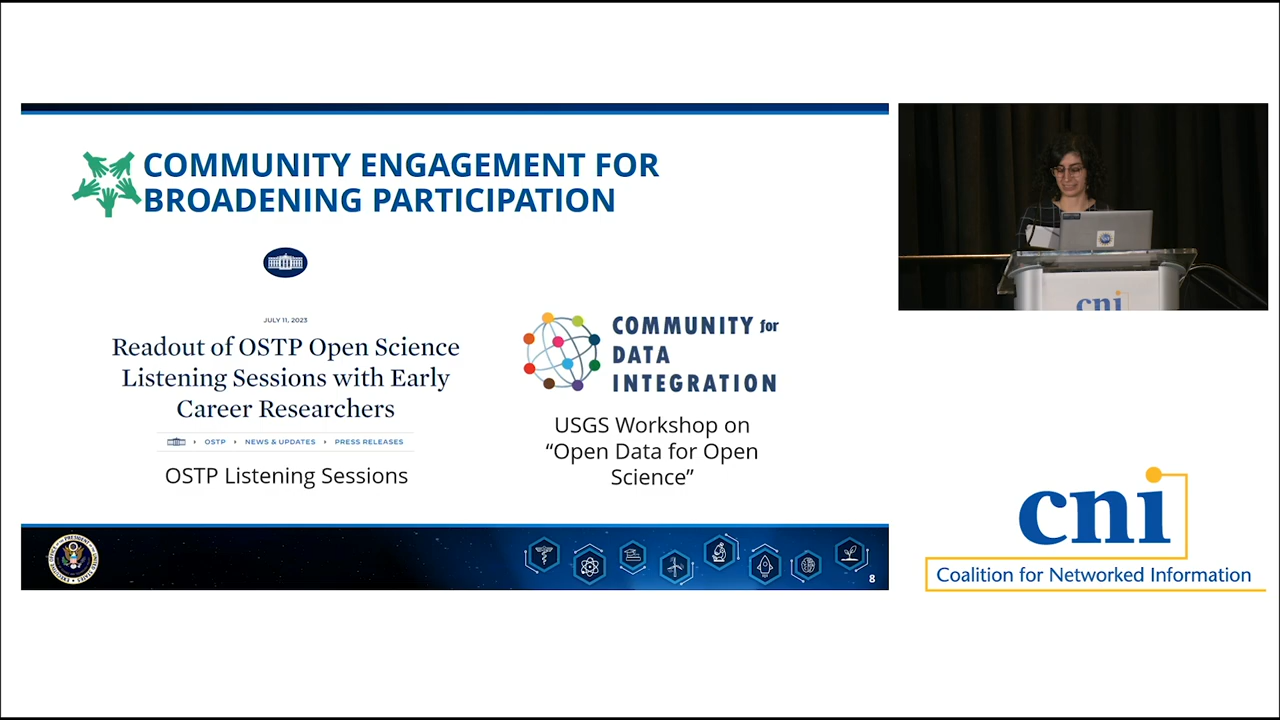 COMMUNITY ENGAGEMENT FOR
BROADENING PARTICIPATION
JULY 11, 2023
Readout of OSTP Open Science
Listening Sessions with Early
Career Researchers
OSTP › NEWS & UPDATES › PRESS RELEASES
OSTP Listening Sessions
COMMUNITY for
DATA
INTEGRATION
USGS Workshop on
“Open Data for Open
Science”
8
cni
cni
Coalition for Networked Information